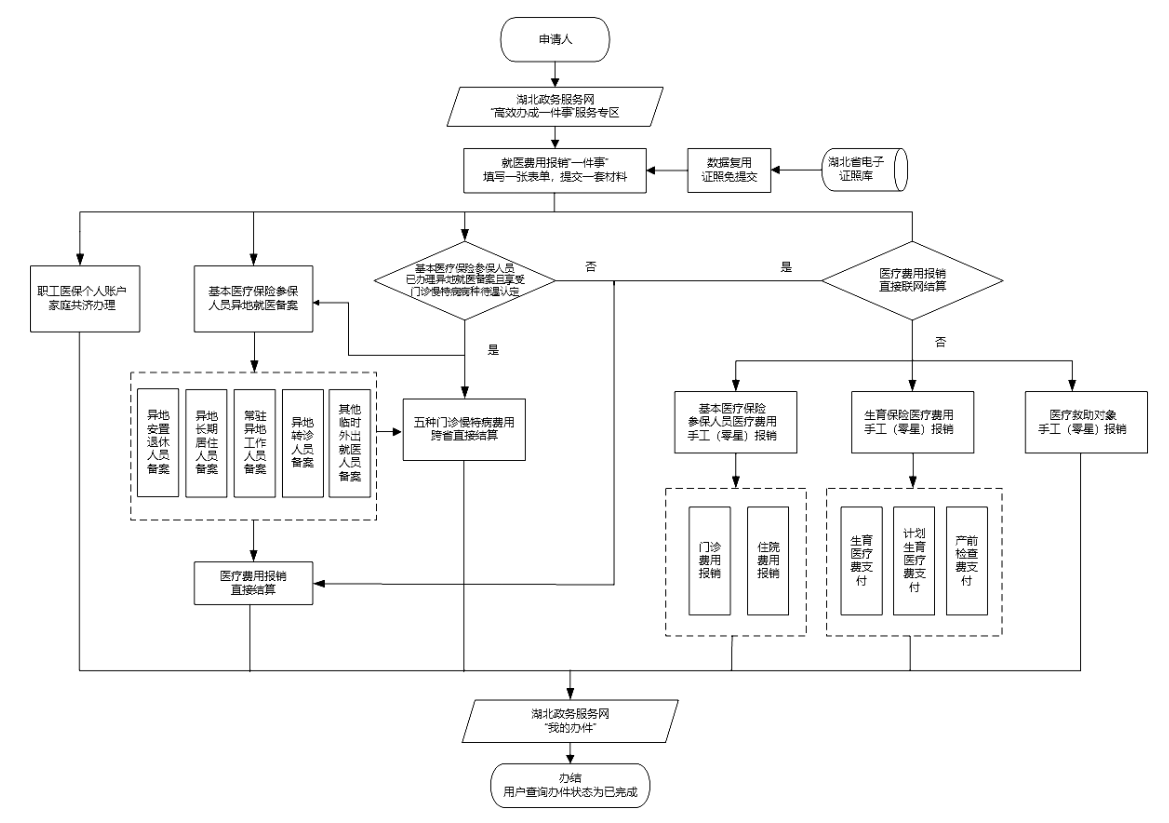 申请人
湖北政务服务网
“高效办成一件事”服务专区
就医费用报销“一件事”
填写一张表单，提交一套材料
数据复用
证照免提交
湖北省电子
证照库
职工医保个人账户
家庭共济办理
基本医疗保险参保
人员异地就医备案
基本医疗保险参保人员
已办理异地就医备案且享受
门诊慢特病病种待遇认定
否
是
医疗费用报销
直接联网结算
是
否
异地
安置
退休
人员
备案
异地
长期
居住
人员
备案
常驻
异地
工作
人员
备案
异地
转诊
人员
备案
其他
临时
外出
就医
人员
备案
五种门诊慢特病费用
跨省直接结算
基本医疗保险
参保人员医疗费用
手工（零星）报销
生育保险医疗费用
手工（零星）报销
医疗救助对象
手工（零星）报销
门诊
费用
报销
住院
费用
报销
生育
医疗
费支
付
计划
生育
医疗
费支
付
产前
检查
费支
付
医疗费用报销
直接结算
湖北政务服务网
“我的办件”
办结
用户查询办件状态为已完成